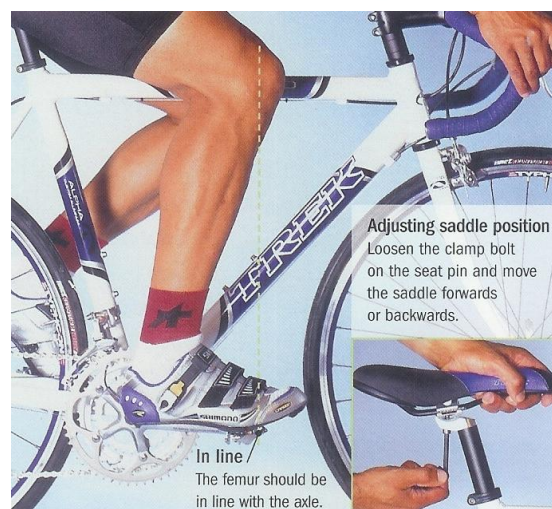 TREK
ALPHA
Adjusting saddle position
Loosen the clamp bolt
on the seat pin and move
the saddle forwards
or backwards.
SHIMANO
In line
The femur should be
in line with the axle.